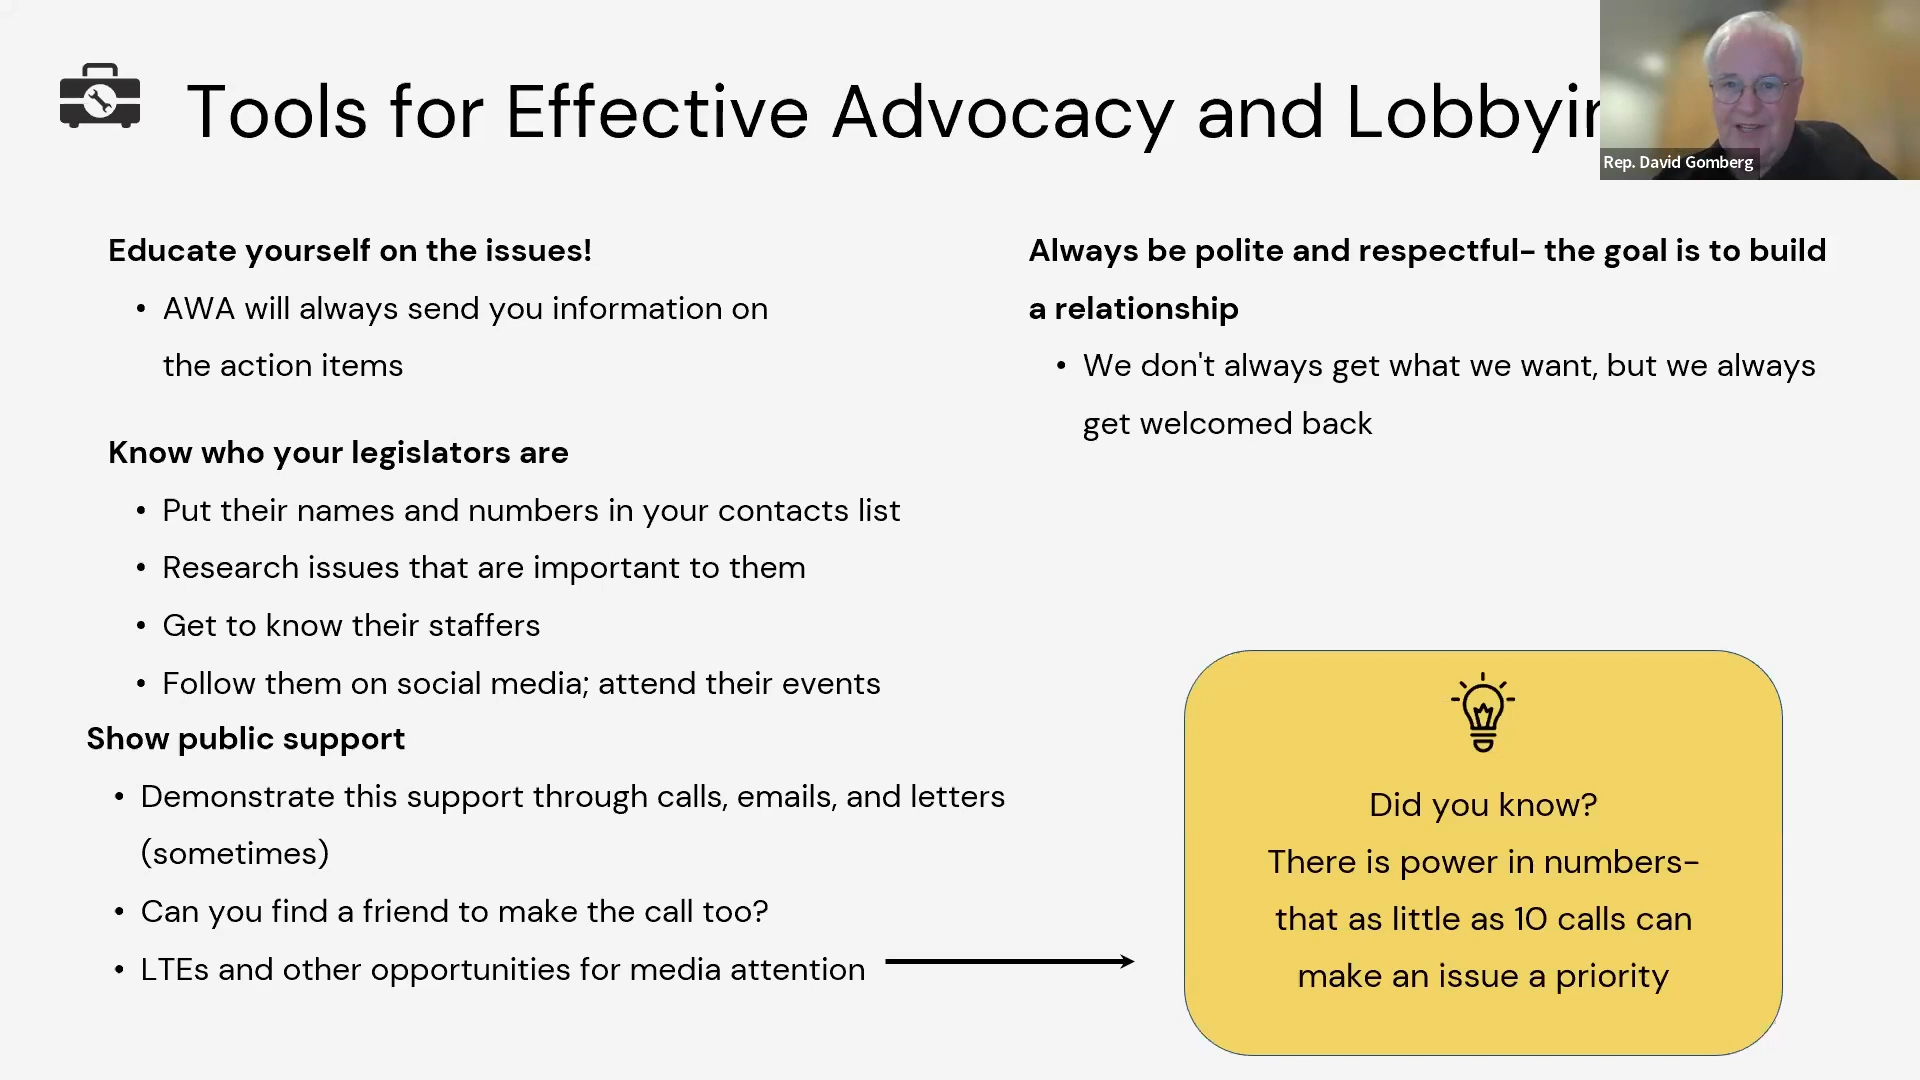 Tools for Effective Advocacy and Lobbyin
Rep. David Gomberg
Educate yourself on the issues!
• AWA will always send you information on
the action items
Know who your legislators are
• Put their names and numbers in your contacts list
• Research issues that are important to them
• Get to know their staffers
• Follow them on social media; attend their events
Show public support
• Demonstrate this support through calls, emails, and letters
(sometimes)
• Can you find a friend to make the call too?
• LTEs and other opportunities for media attention
Always be polite and respectful- the goal is to build
a relationship
• We don't always get what we want, but we always
get welcomed back
Did you know?
There is power in numbers-
that as little as 10 calls can
make an issue a priority